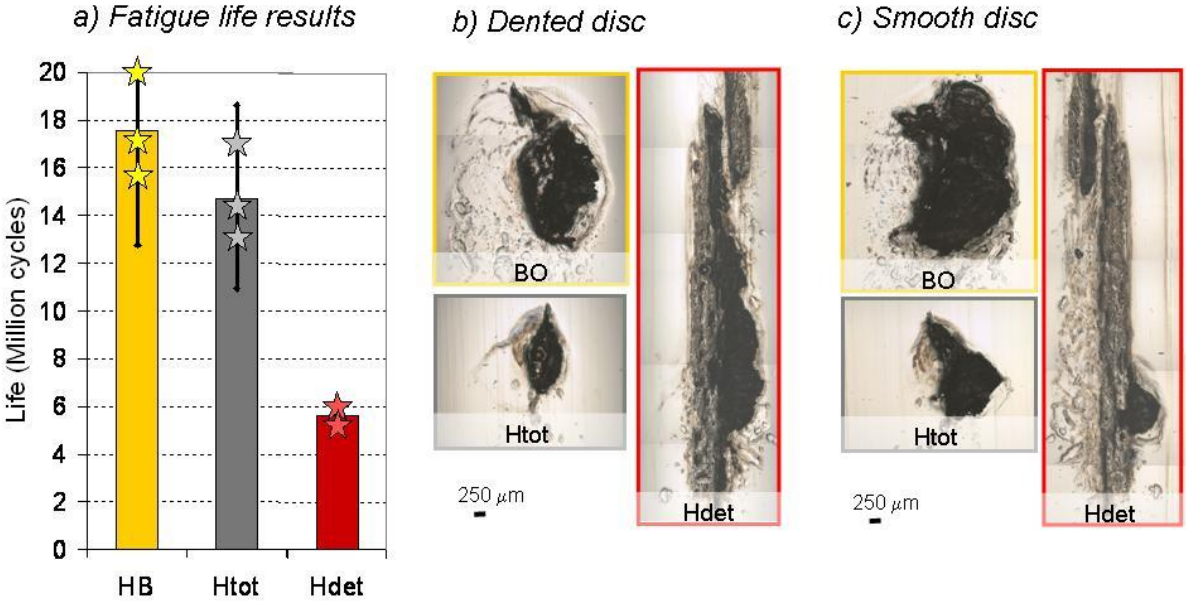 a) Fatigue life results
Life (Million cycles)
20
18
16
14
12
10
8
6
4
2
0
HB Htot Hdet
b) Dented disc
BO
Htot
Hdet
250 μm
c) Smooth disc
BO
Htot
Hdet
250 μm